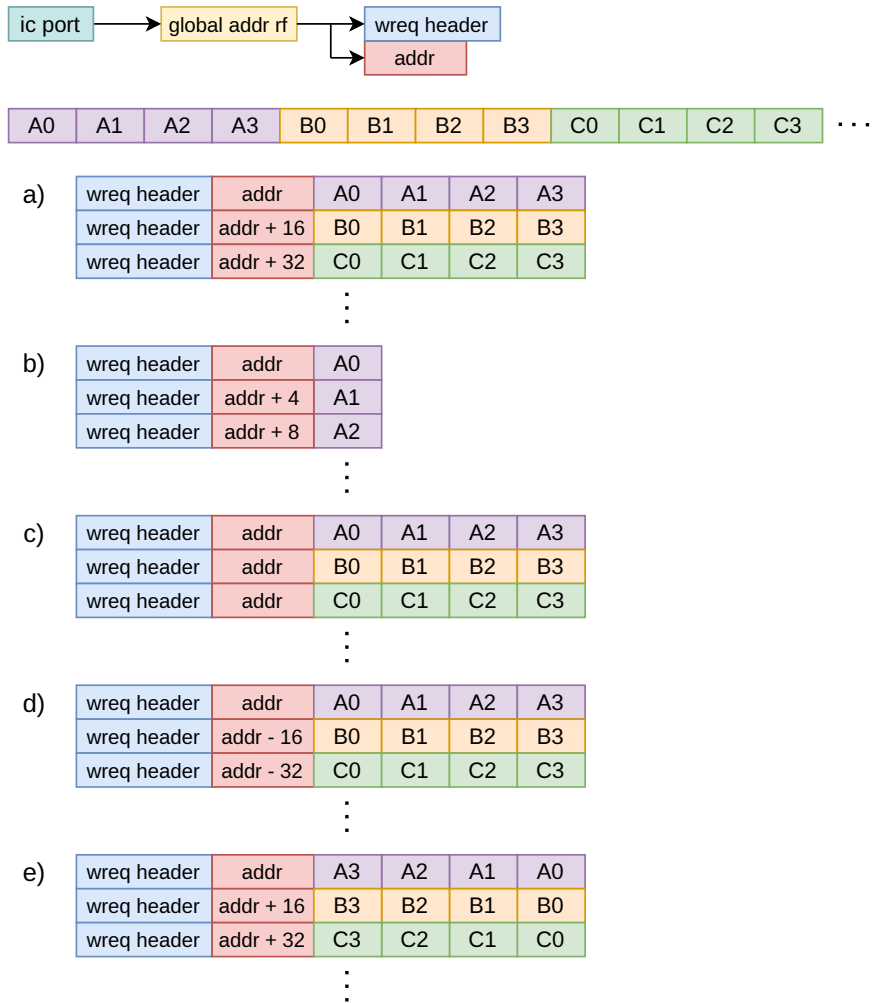 ic port global addr rf wreq header
addr
A0 A1 A2 A3 B0 B1 B2 B3 C0 C1 C2 C3 ...
a) wreq header addr A0 A1 A2 A3
wreq header addr + 16 B0 B1 B2 B3
wreq header addr + 32 C0 C1 C2 C3
b) wreq header addr A0
wreq header addr + 4 A1
wreq header addr + 8 A2
c) wreq header addr A0 A1 A2 A3
wreq header addr B0 B1 B2 B3
wreq header addr C0 C1 C2 C3
d) wreq header addr A0 A1 A2 A3
wreq header addr - 16 B0 B1 B2 B3
wreq header addr - 32 C0 C1 C2 C3
e) wreq header addr A3 A2 A1 A0
wreq header addr + 16 B3 B2 B1 B0
wreq header addr + 32 C3 C2 C1 C0